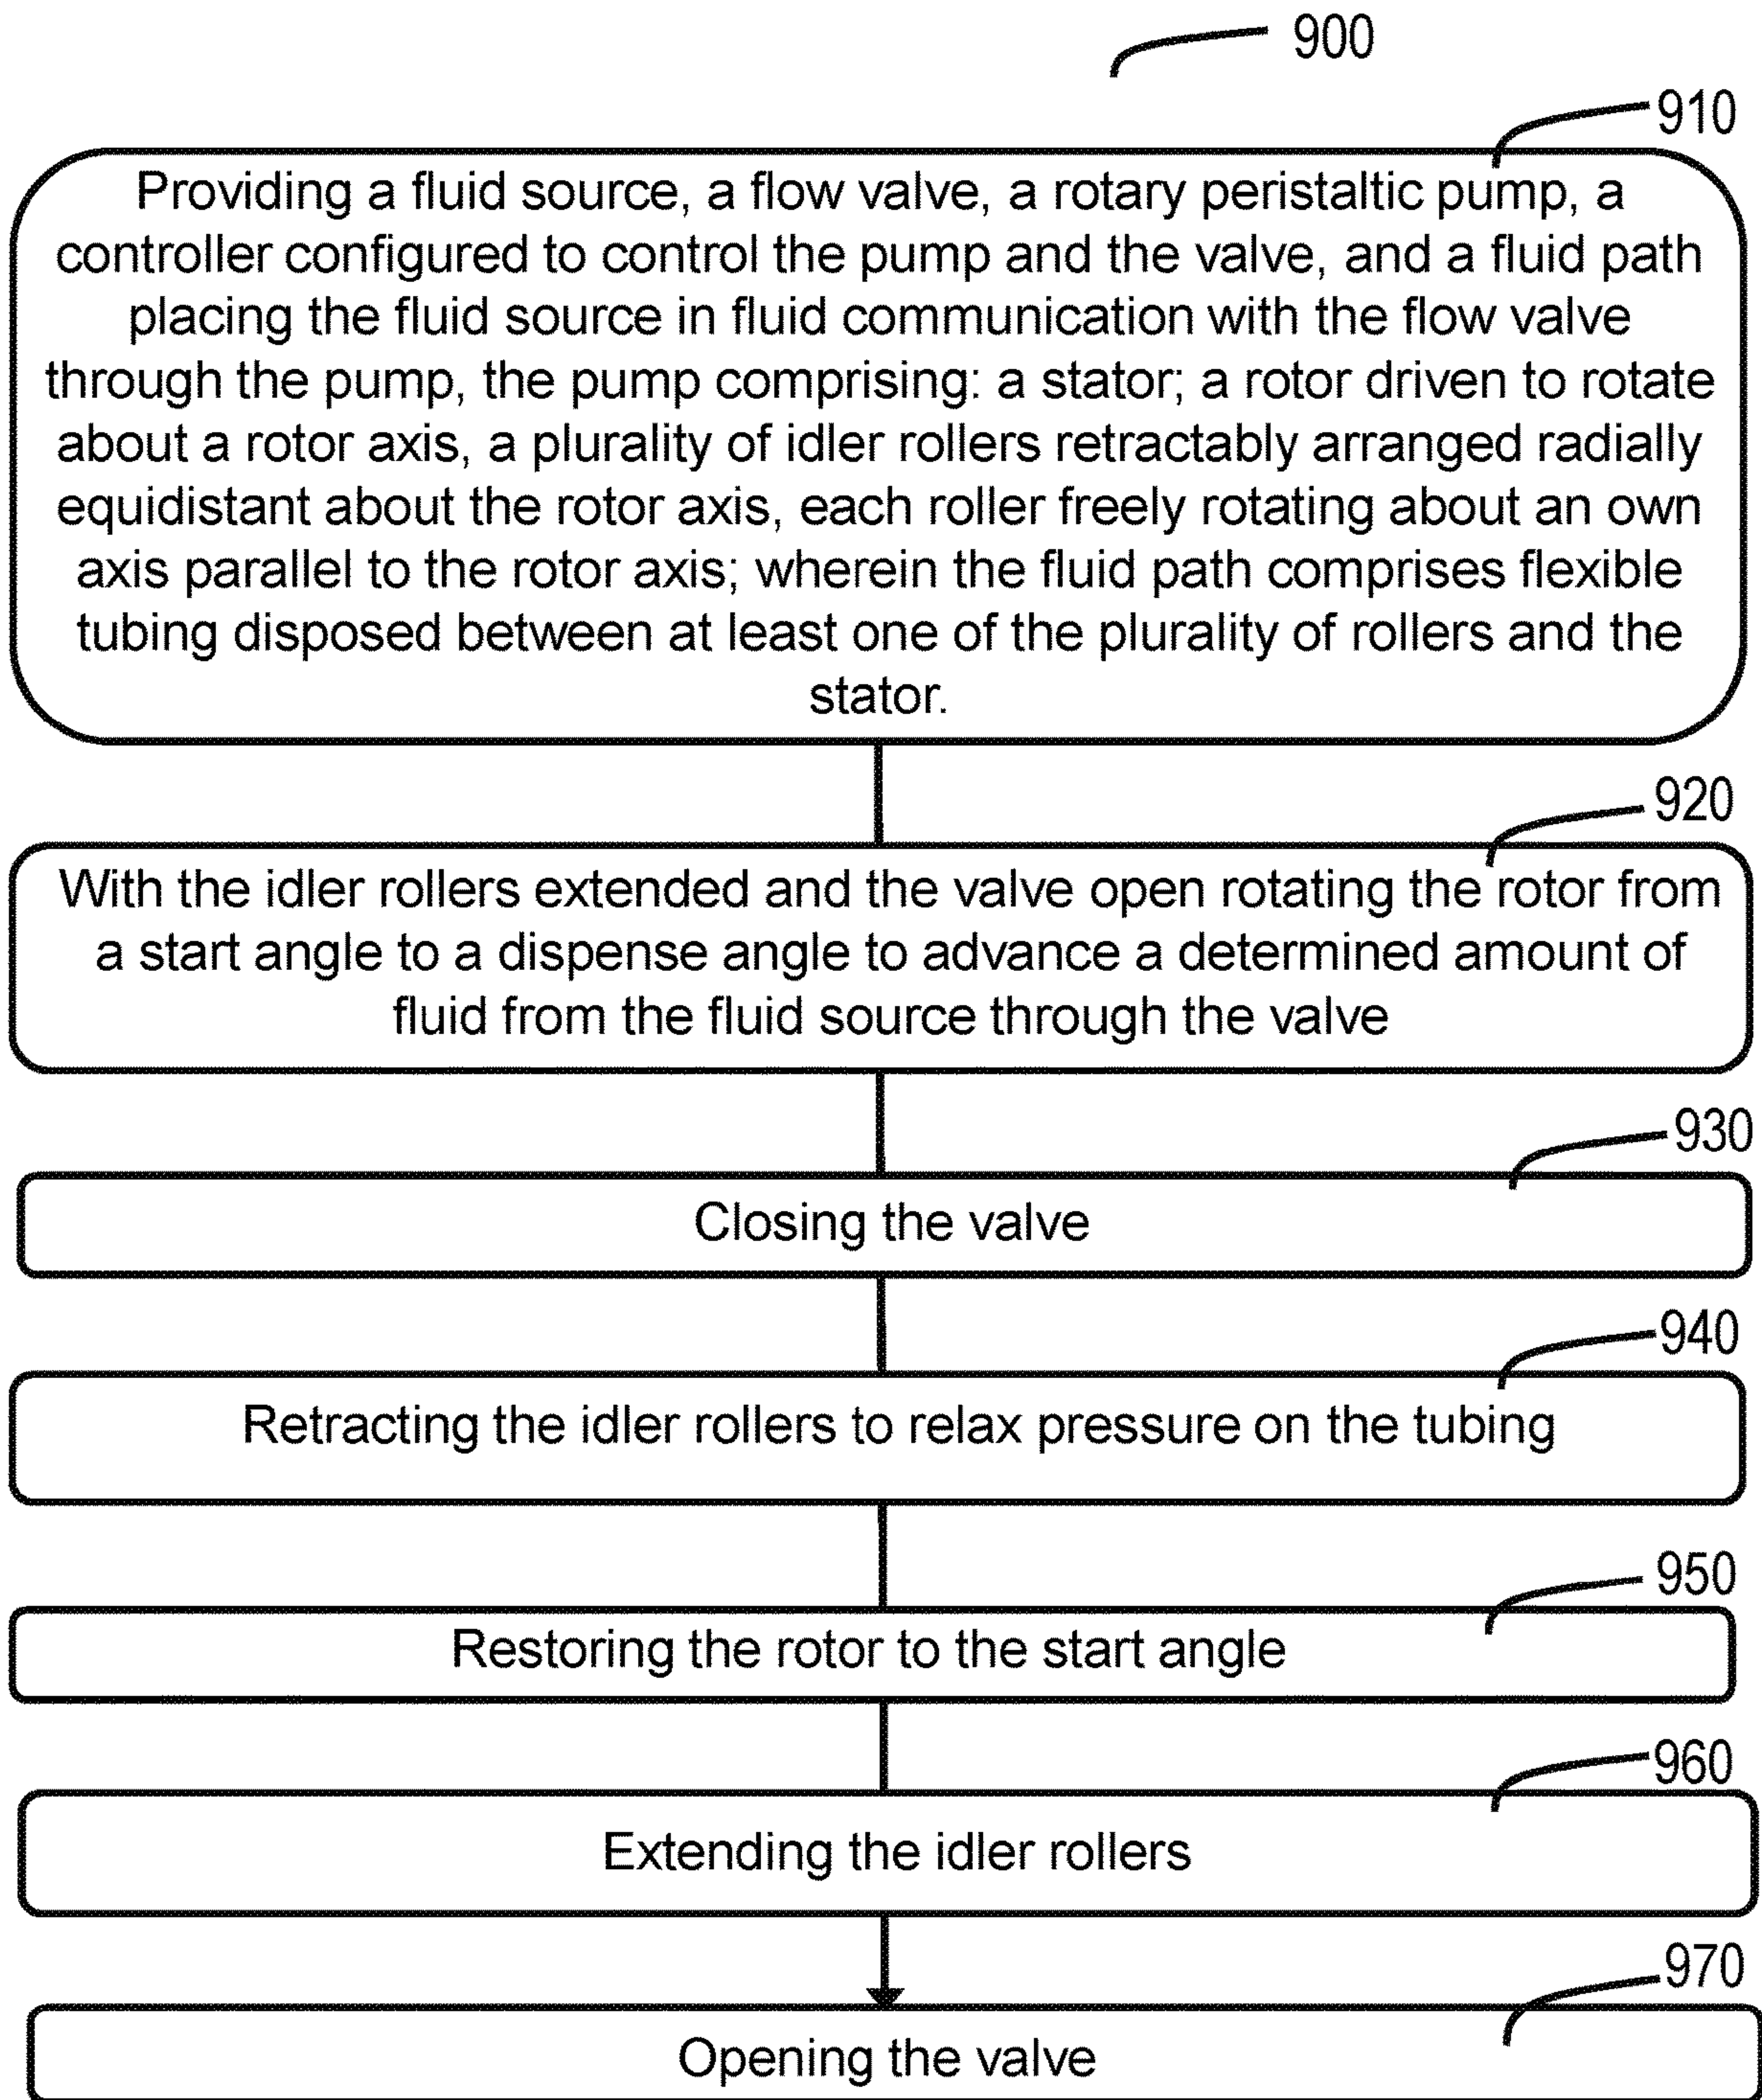 900
910
Providing a fluid source, a flow valve, a rotary peristaltic pump, a
controller configured to control the pump and the valve, and a fluid path
placing the fluid source in fluid communication with the flow valve
through the pump, the pump comprising: a stator; a rotor driven to rotate
about a rotor axis, a plurality of idler rollers retractably arranged radially
equidistant about the rotor axis, each roller freely rotating about an own
axis parallel to the rotor axis; wherein the fluid path comprises flexible
tubing disposed between at least one of the plurality of rollers and the
stator.
920
With the idler rollers extended and the valve open rotating the rotor from
a start angle to a dispense angle to advance a determined amount of
fluid from the fluid source through the valve
930
Closing the valve
940
Retracting the idler rollers to relax pressure on the tubing
950
Restoring the rotor to the start angle
960
Extending the idler rollers
970
Opening the valve